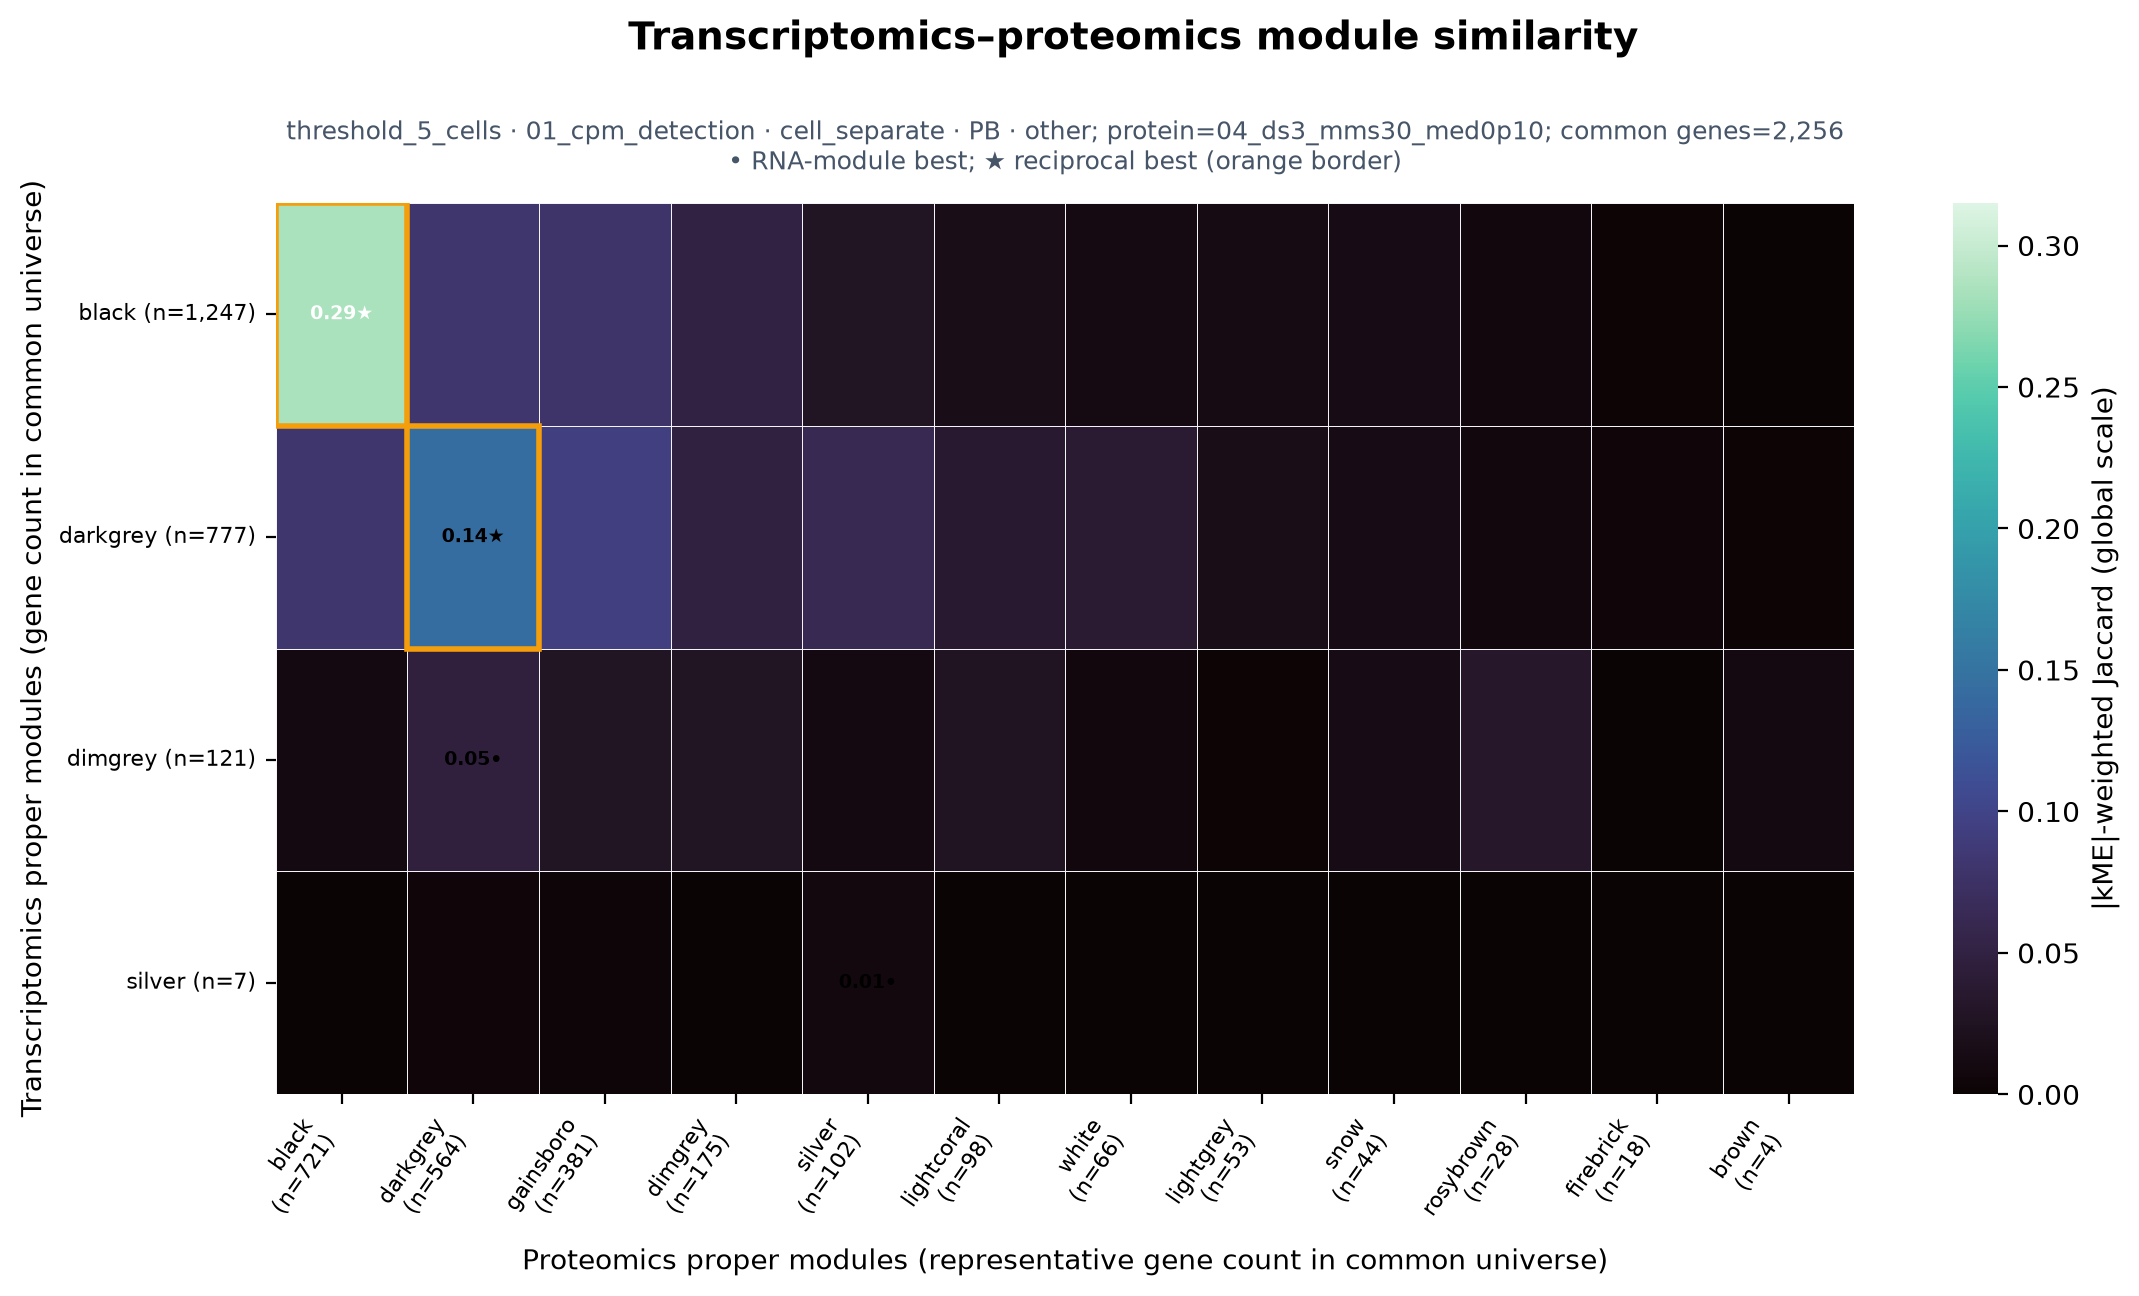 Transcriptomics–proteomics module similarity
threshold_5_cells · 01_cpm_detection · cell_separate · PB · other; protein=04_ds3_mms30_med0p10; common genes=2,256
• RNA-module best; ★ reciprocal best (orange border)
Transcriptomics proper modules (gene count in common universe)
black (n=1,247)
darkgrey (n=777)
dimgrey (n=121)
silver (n=7)
0.29★
0.14★
0.05•
0.01•
black
(n=721)
darkgrey
(n=564)
gainsboro
(n=381)
dimgrey
(n=175)
silver
(n=102)
lightcoral
(n=98)
white
(n=66)
lightgrey
(n=53)
snow
(n=44)
rosybrown
(n=28)
firebrick
(n=18)
brown
(n=4)
Proteomics proper modules (representative gene count in common universe)
0.30
0.25
0.20
0.15
0.10
0.05
0.00
|kME|-weighted Jaccard (global scale)